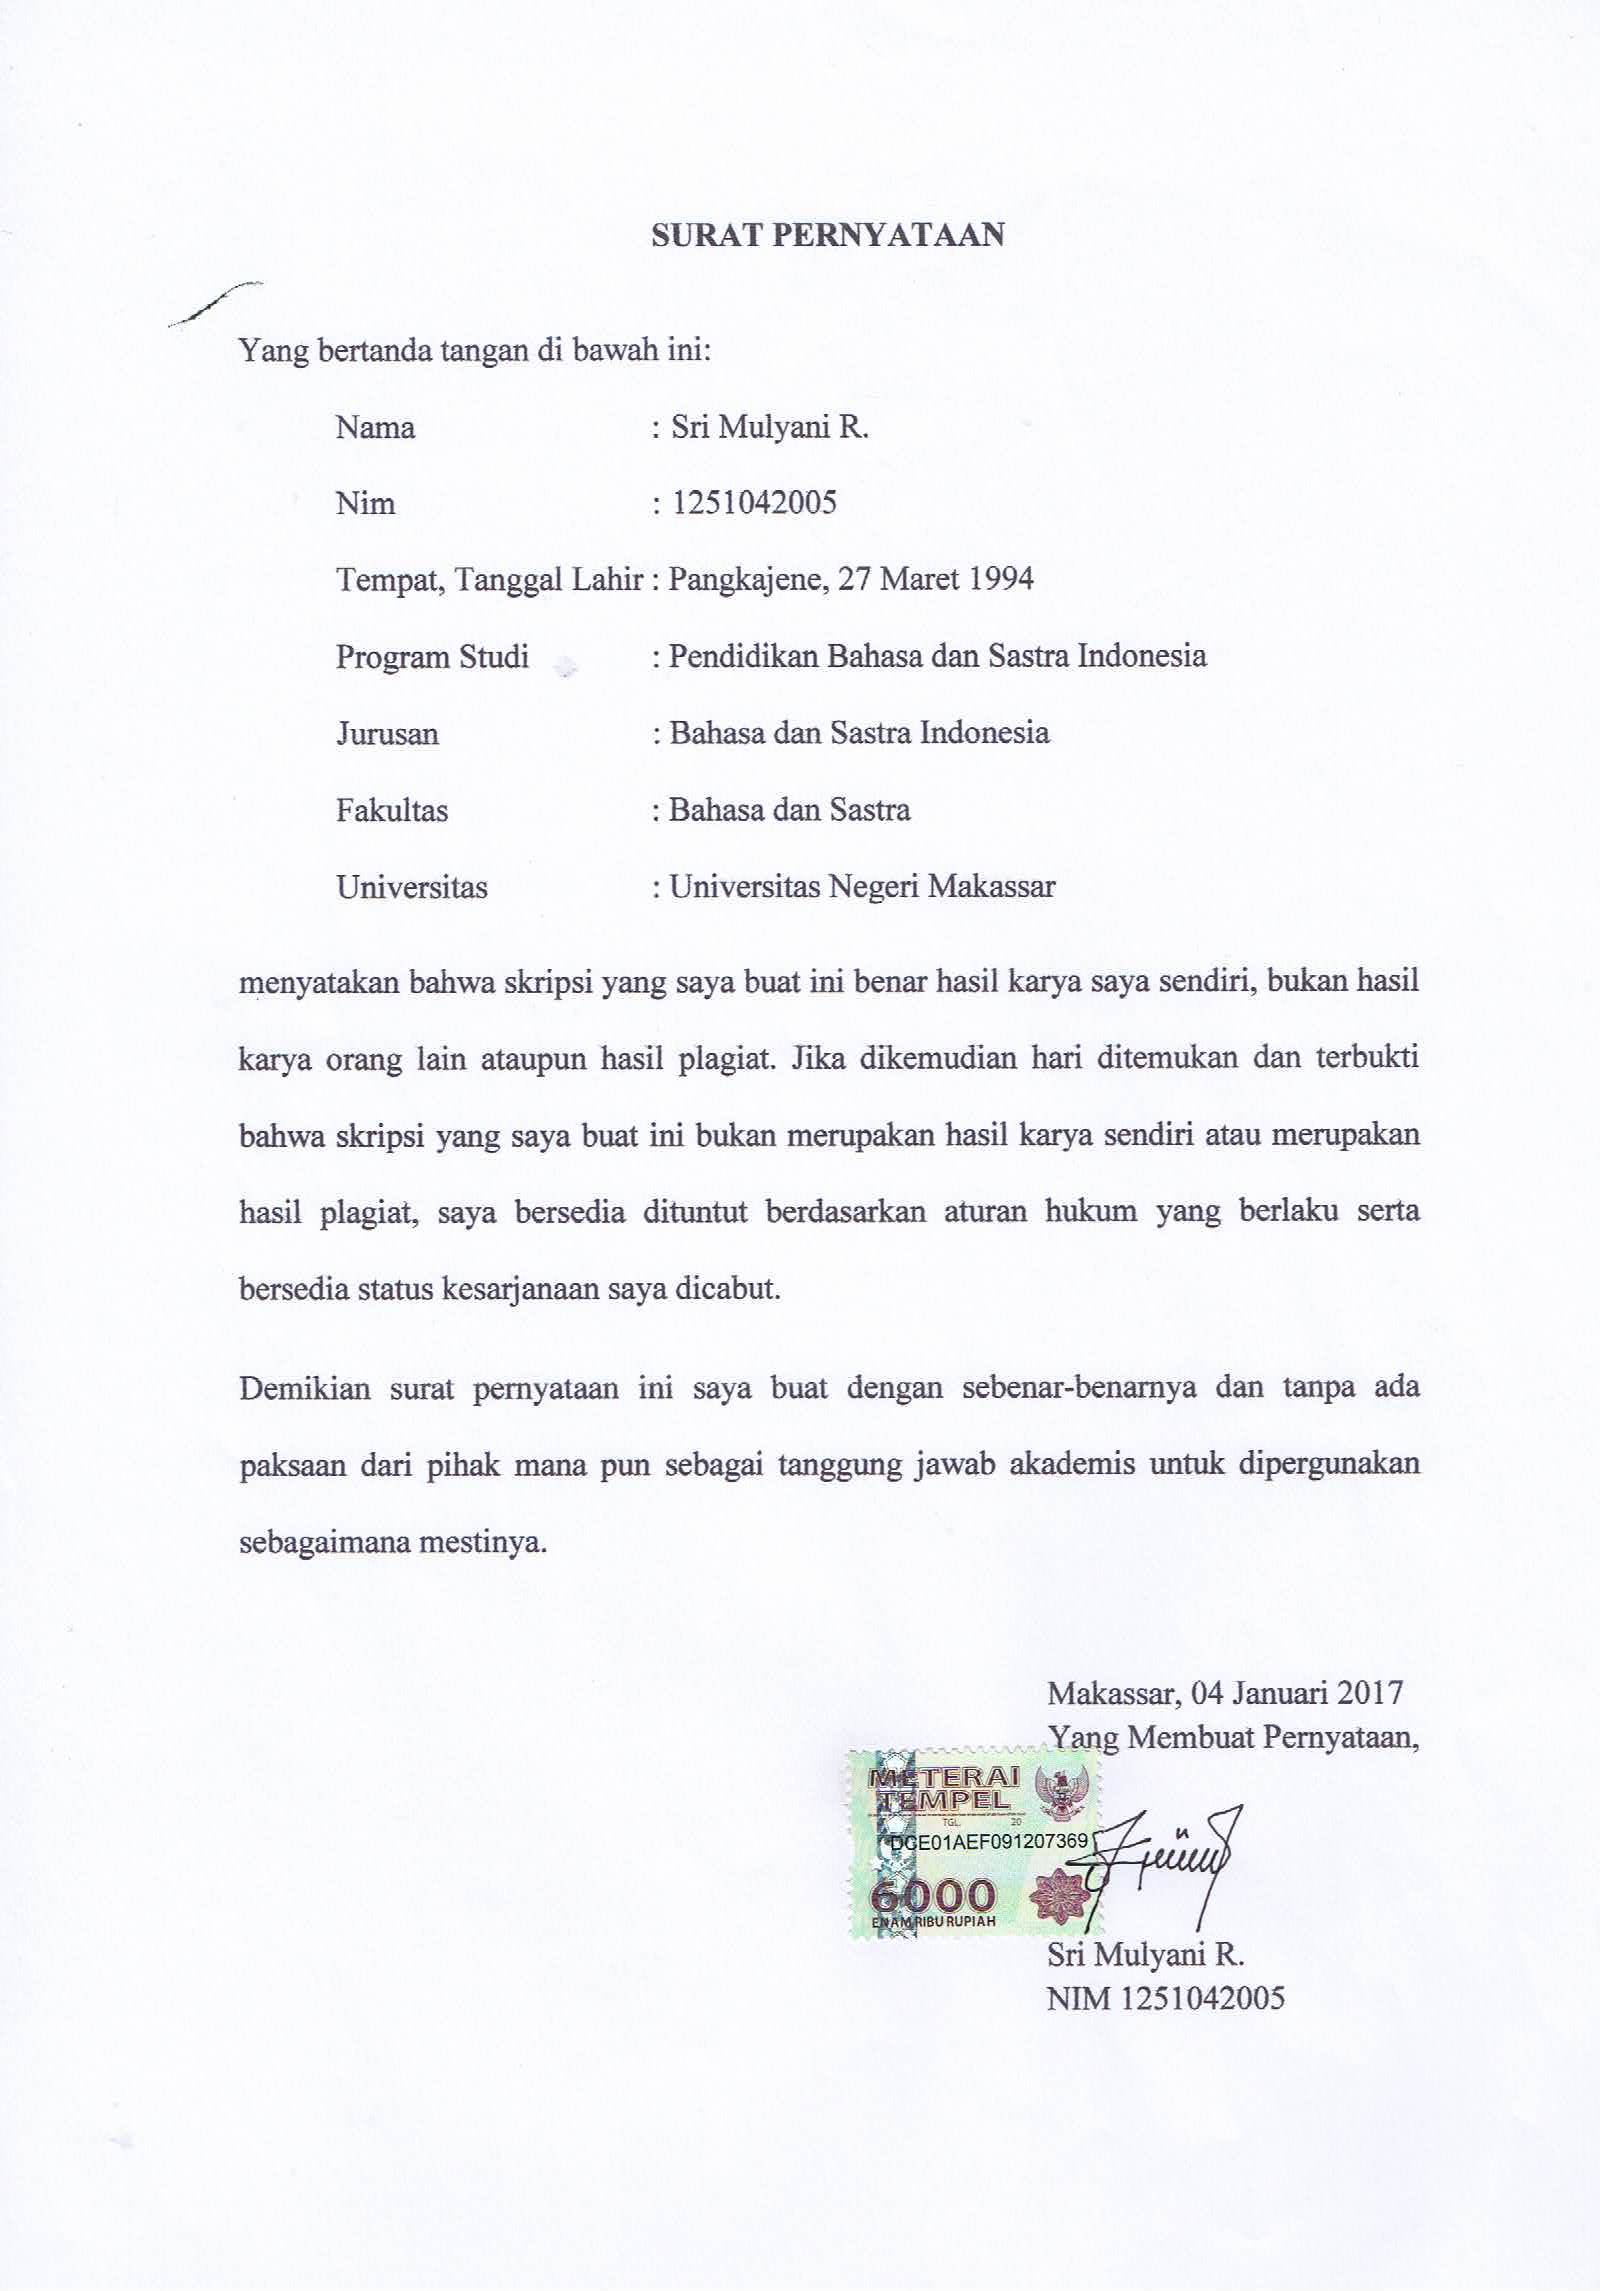 SURAT PERNYATAAN
Yang bertanda tangan di bawah ini:
Nama : Sri Mulyani R.
Nim : 1251042005
Tempat, Tanggal Lahir : Pangkajene, 27 Maret 1994
Program Studi : Pendidikan Bahasa dan Sastra Indonesia
Jurusan : Bahasa dan Sastra Indonesia
Fakultas : Bahasa dan Sastra
Universitas : Universitas Negeri Makassar
menyatakan bahwa skripsi yang saya buat ini benar hasil karya saya sendiri, bukan hasil
karya orang lain ataupun hasil plagiat. Jika dikemudian hari ditemukan dan terbukti
bahwa skripsi yang saya buat ini bukan merupakan hasil karya sendiri atau merupakan
hasil plagiat, saya bersedia dituntut berdasarkan aturan hukum yang berlaku serta
bersedia status kesarjanaan saya dicabut.
Demikian surat pernyataan ini saya buat dengan sebenar-benarnya dan tanpa ada
paksaan dari pihak mana pun sebagai tanggung jawab akademis untuk dipergunakan
sebagaimana mestinya.
Makassar, 04 Januari 2017
Yang Membuat Pernyataan,
METERAI
TEMPEL
TGL. 20
DCE01AEF091207369
6000
ENAM RIBU RUPIAH
Sri Mulyani R.
NIM 1251042005